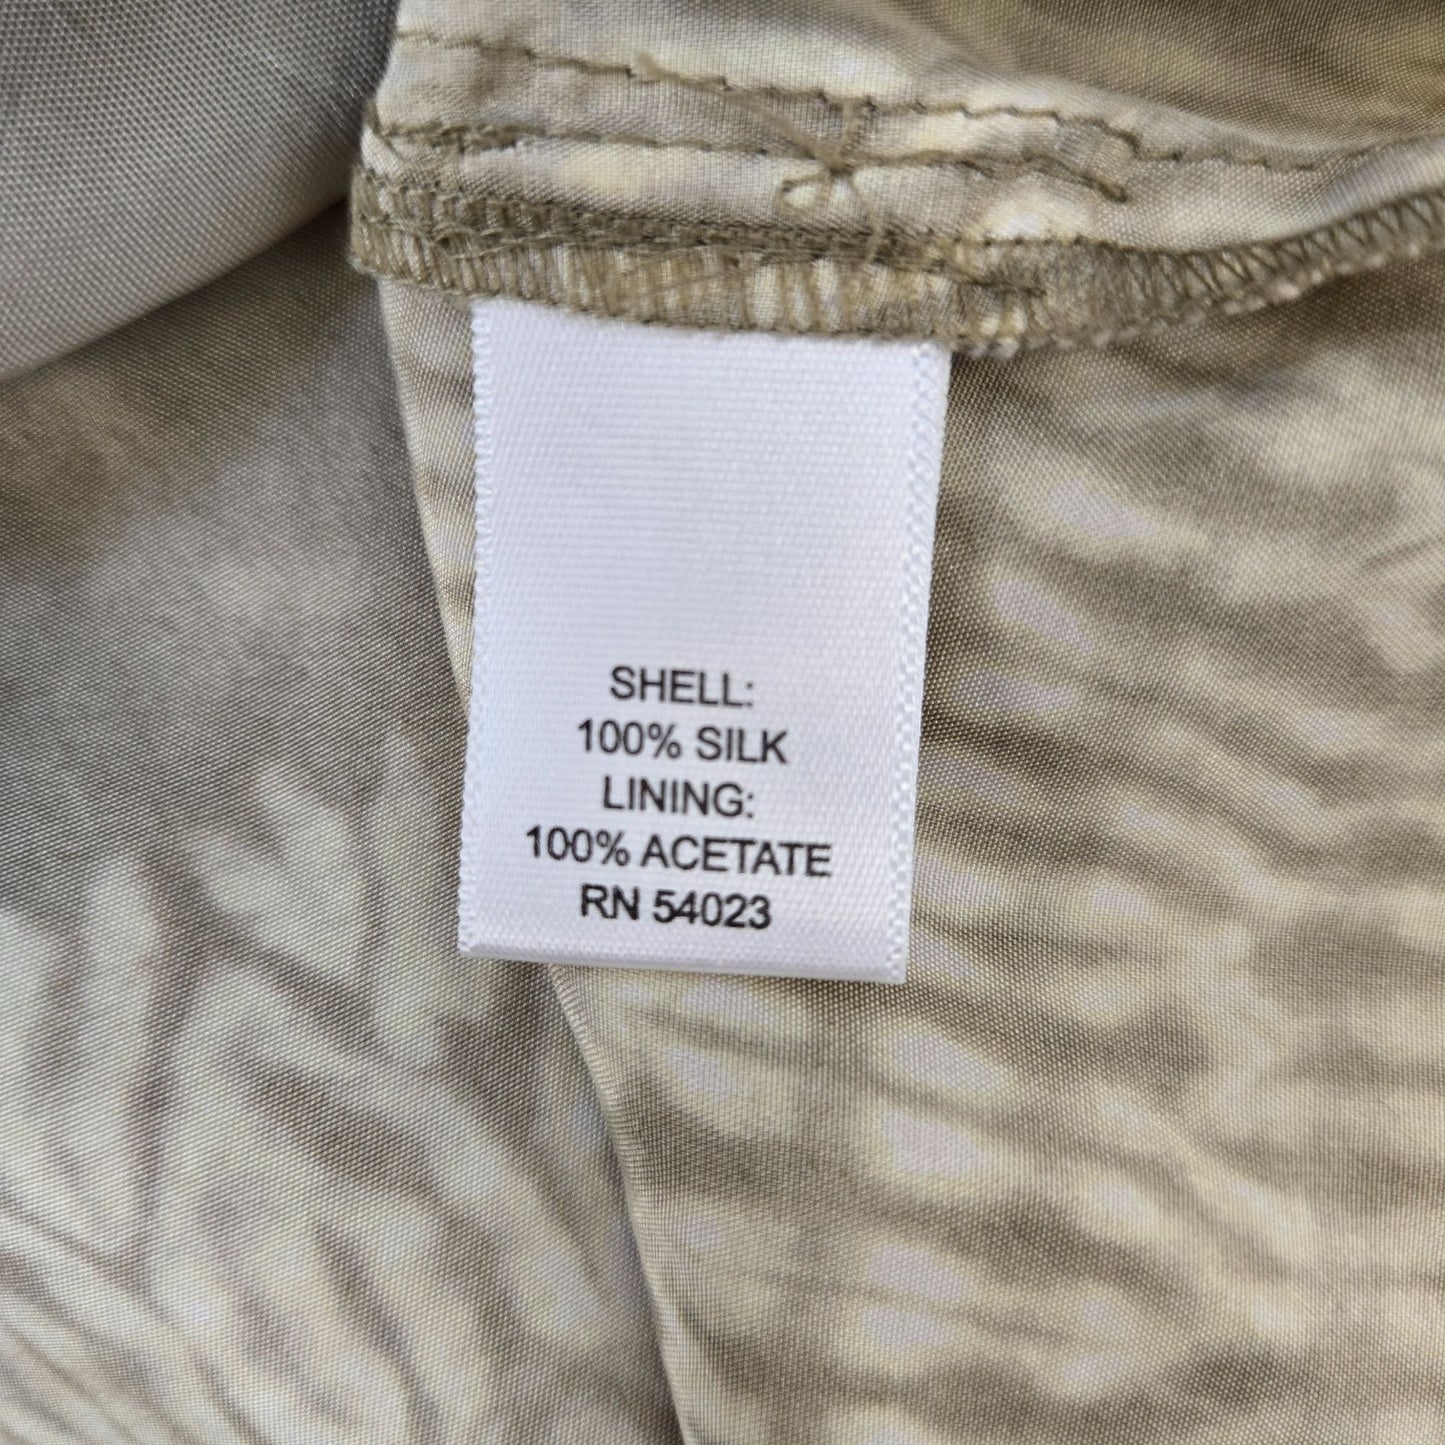 SHELL:
100% SILK
LINING:
100% ACETATE
RN 54023